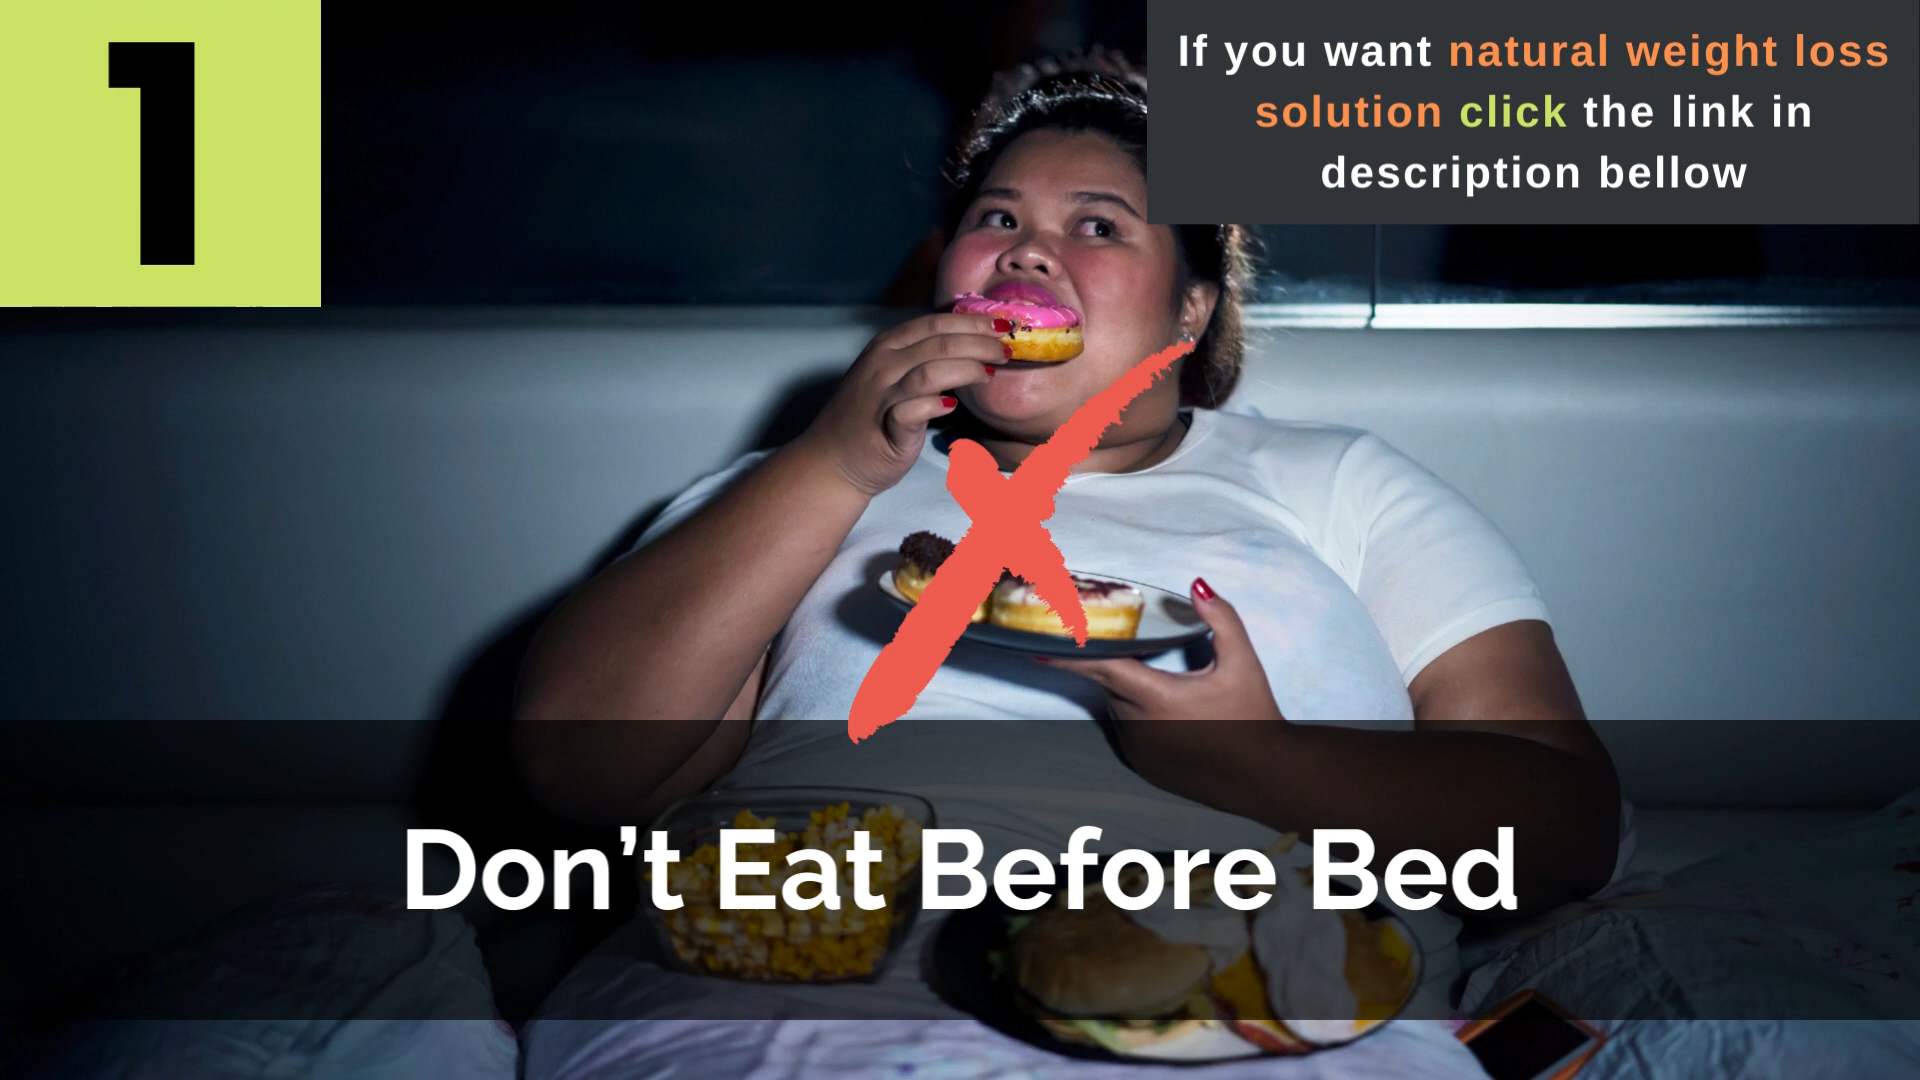 1
If you want natural weight loss
solution click the link in
description bellow
Don’t Eat Before Bed